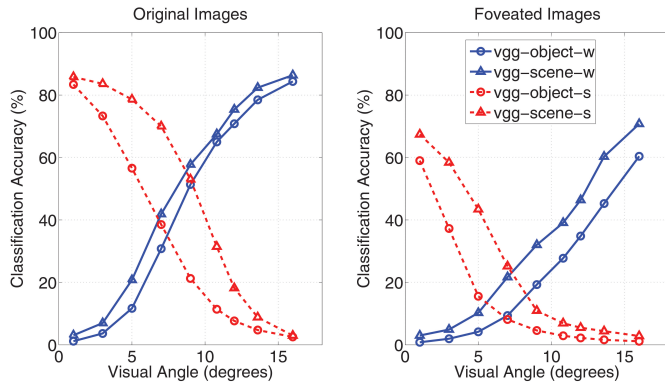 Original Images
100
80
60
40
20
0
0
5
10
15
Classification Accuracy (%)
Visual Angle (degrees)
Foveated Images
100
80
60
40
20
0
0
5
10
15
Classification Accuracy (%)
Visual Angle (degrees)
vgg-object-w
vgg-scene-w
vgg-object-s
vgg-scene-s